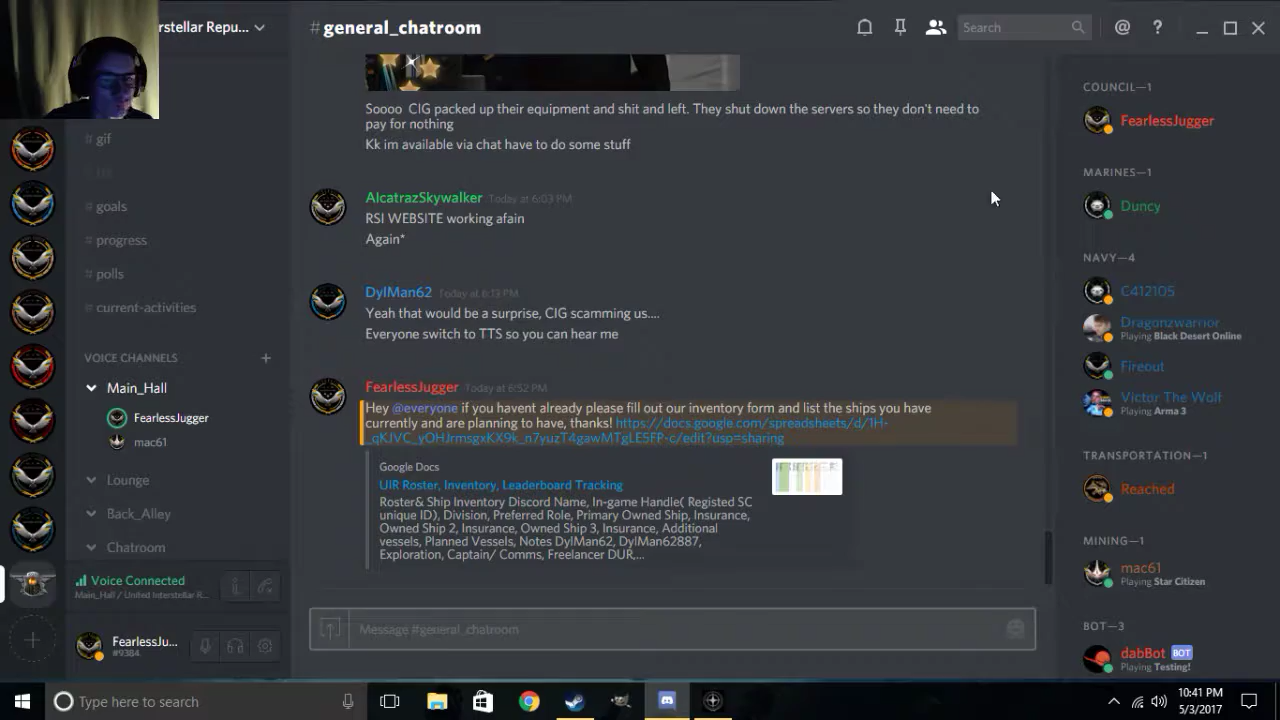 rstellar Repu...
#general_chatroom
Search
@
?
gif
goals
progress
polls
current-activities
VOICE CHANNELS +
Main_Hall
FearlessJugger
mac61
Lounge
Back_Alley
Chatroom
Voice Connected
Main_Hall / United Interstellar R...
FearlessJu...
#9384
Soooo CIG packed up their equipment and shit and left. They shut down the servers so they don't need to
pay for nothing
Kk im available via chat have to do some stuff
AlcatrazSkywalker Today at 6:03 PM
RSI WEBSITE working afain
Again*
DylMan62 Today at 6:13 PM
Yeah that would be a surprise, CIG scamming us....
Everyone switch to TTS so you can hear me
FearlessJugger Today at 6:52 PM
Hey @everyone if you havent already please fill out our inventory form and list the ships you have
currently and are planning to have, thanks! https://docs.google.com/spreadsheets/d/1H-
_qKJVC_yOHJrmsgxKX9k_n7yuzT4gawMTgLE5FP-c/edit?usp=sharing
Google Docs
UIR Roster, Inventory, Leaderboard Tracking
Roster& Ship Inventory Discord Name, In-game Handle( Registered SC
unique ID), Division, Preferred Role, Primary Owned Ship, Insurance,
Owned Ship 2, Insurance, Owned Ship 3, Insurance, Additional
vessels, Planned Vessels, Notes DylMan62, DylMan62887,
Exploration, Captain/ Comms, Freelancer DUR,...
Message #general_chatroom
COUNCIL—1
FearlessJugger
MARINES—1
Duncy
NAVY—4
C412105
Dragonzwarrior
Playing Black Desert Online
Fireout
Victor The Wolf
Playing Arma 3
TRANSPORTATION—1
Reached
MINING—1
mac61
Playing Star Citizen
BOT—3
dabBot BOT
Playing Testing!
Type here to search
10:41 PM
5/3/2017